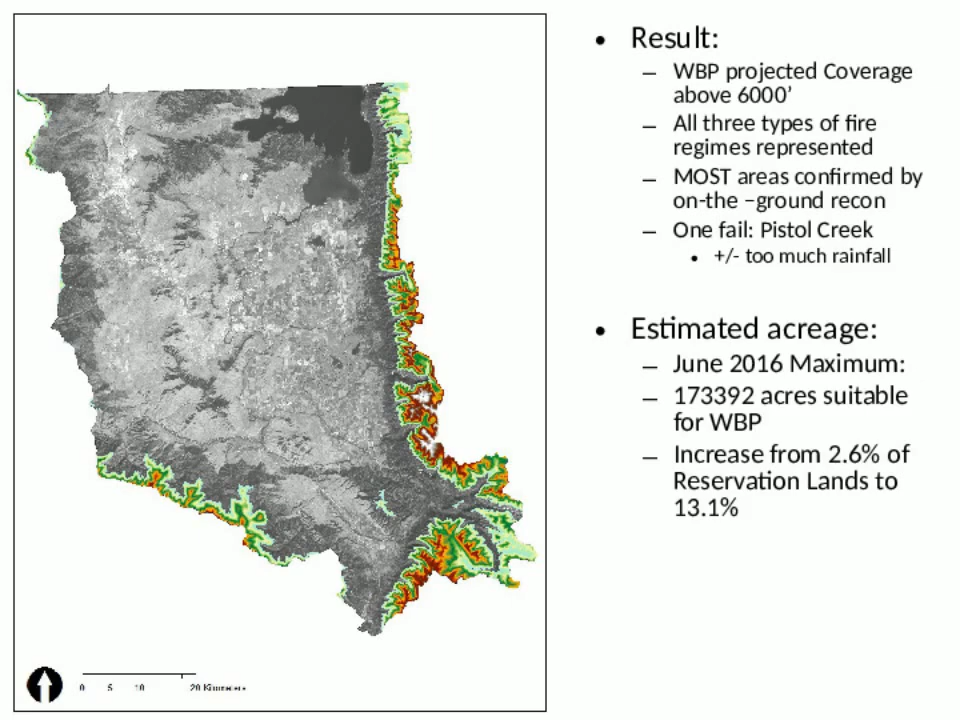 • Result:
– WBP projected Coverage
above 6000’
– All three types of fire
regimes represented
– MOST areas confirmed by
on-the –ground recon
– One fail: Pistol Creek
• +/- too much rainfall
• Estimated acreage:
– June 2016 Maximum:
– 173392 acres suitable
for WBP
– Increase from 2.6% of
Reservation Lands to
13.1%
0 5 10 20 Kilometers